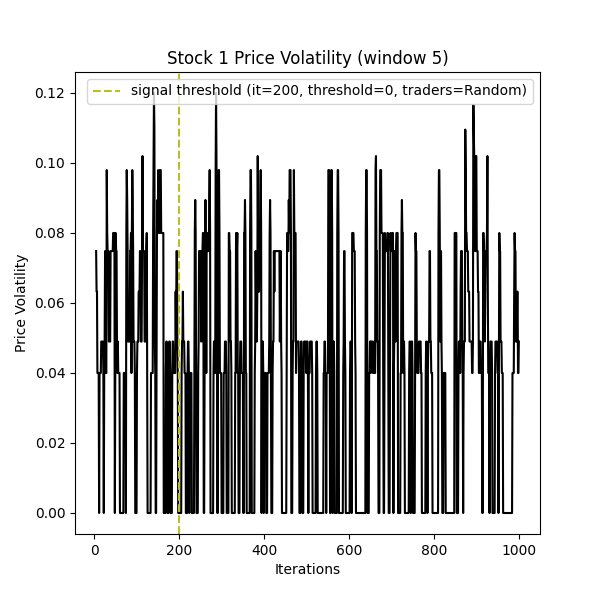 Stock 1 Price Volatility (window 5)
signal threshold (it=200, threshold=0, traders=Random)
0.12
0.10
0.08
0.06
0.04
0.02
0.00
Price Volatility
0 200 400 600 800 1000
Iterations